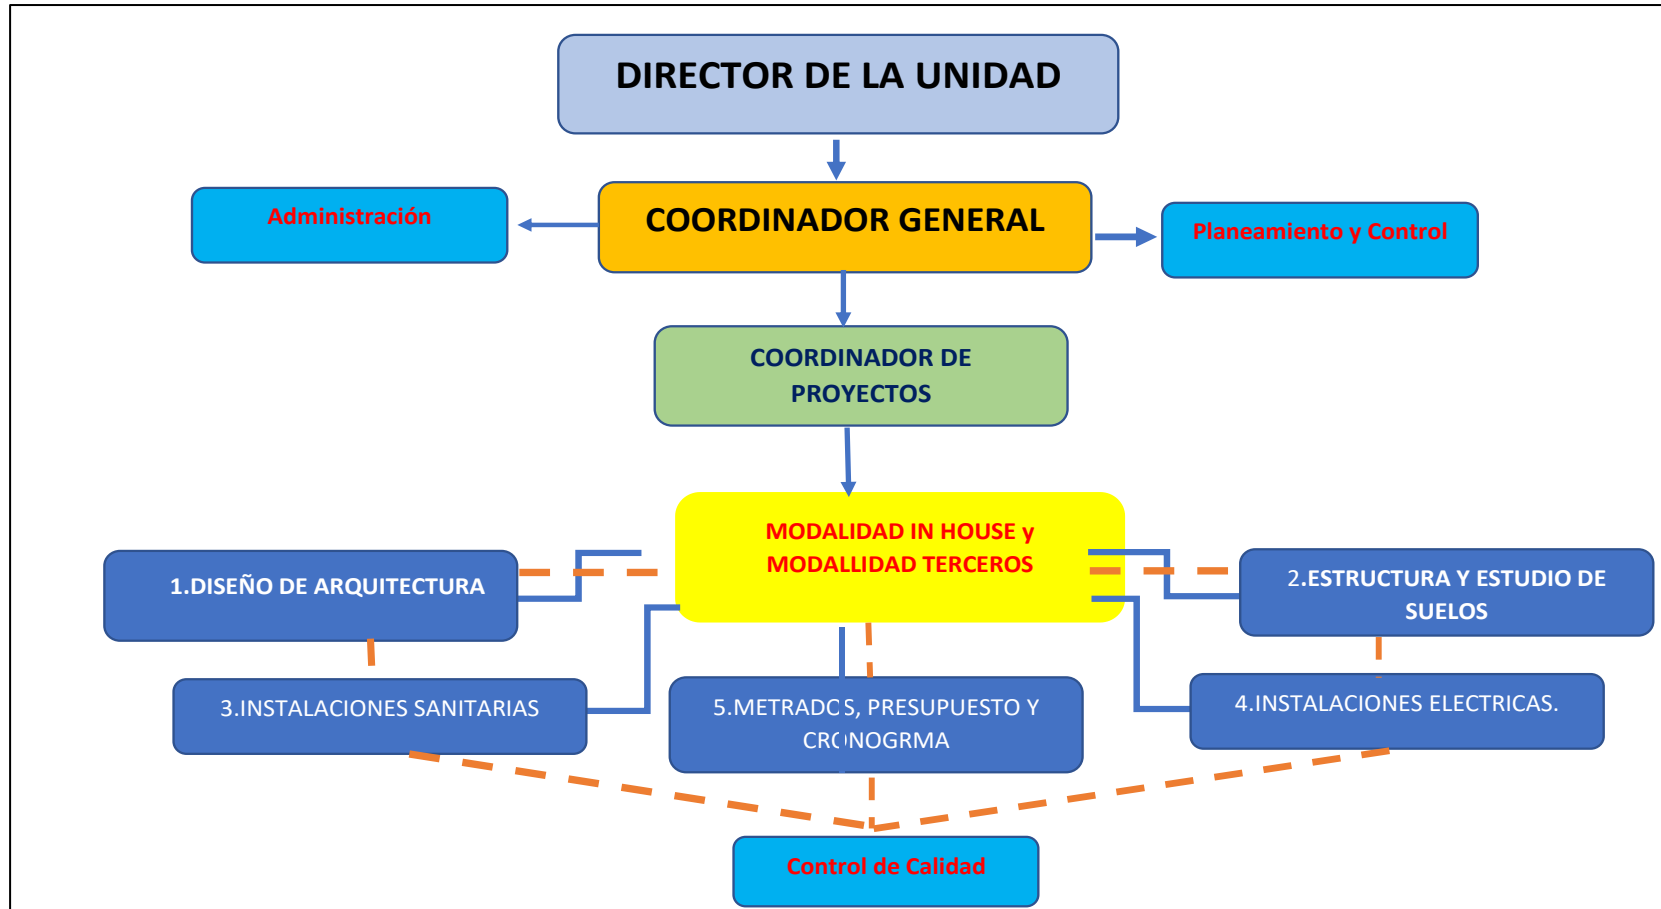 DIRECTOR DE LA UNIDAD
Administración
COORDINADOR GENERAL
Planeamiento y Control
COORDINADOR DE
PROYECTOS
MODALIDAD IN HOUSE y
MODALLIDAD TERCEROS
1.DISEÑO DE ARQUITECTURA
2.ESTRUCTURA Y ESTUDIO DE
SUELOS
3.INSTALACIONES SANITARIAS
5.METRADOS, PRESUPUESTO Y
CRONOGRMA
4.INSTALACIONES ELECTRICAS.
Control de Calidad